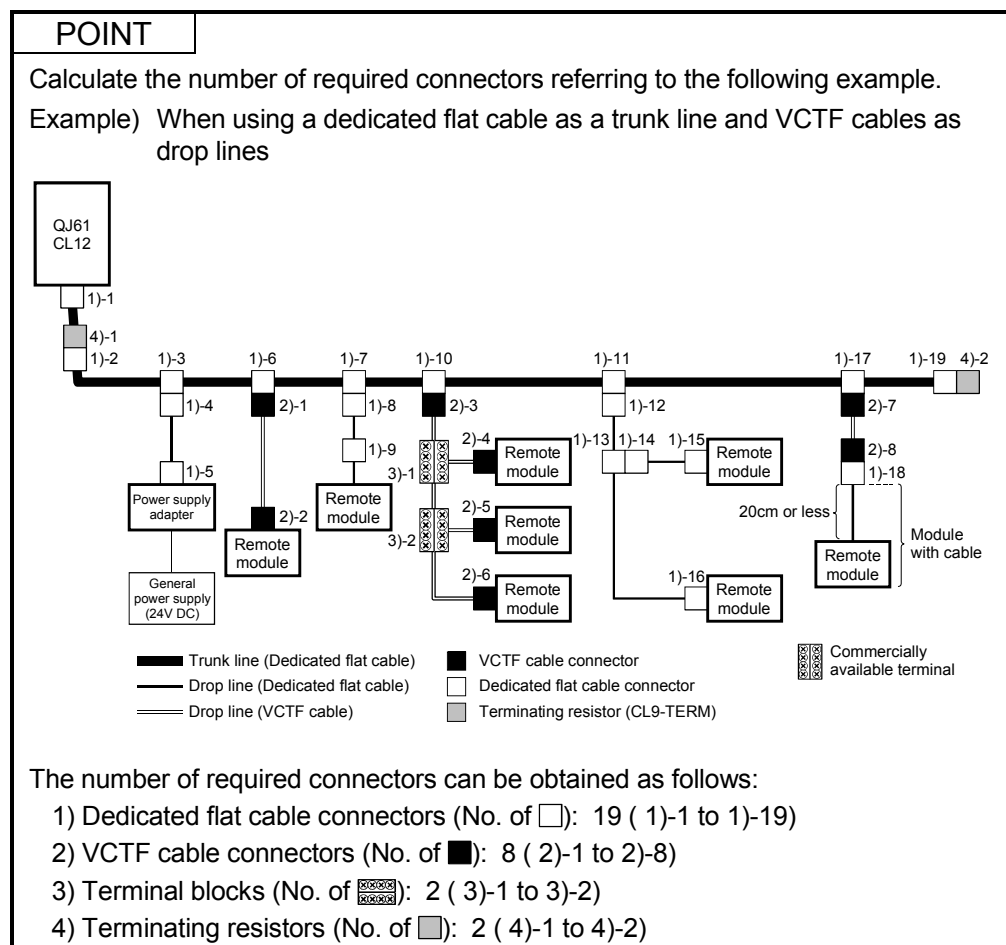 POINT
Calculate the number of required connectors referring to the following example.
Example) When using a dedicated flat cable as a trunk line and VCTF cables as
drop lines
QJ61
CL12
1)-1
4)-1
1)-2
1)-3
1)-6
1)-7
1)-10
1)-11
1)-17
1)-19
4)-2
1)-4
2)-1
1)-8
2)-3
1)-12
2)-7
1)-9
2)-4
Remote
module
3)-1
1)-13
1)-14
1)-15
Remote
module
2)-8
1)-18
1)-5
Power supply
adapter
2)-2
Remote
module
Remote
module
2)-5
Remote
module
3)-2
20cm or less
Module
with cable
Remote
module
General
power supply
(24V DC)
2)-6
Remote
module
1)-16
Remote
module
Trunk line (Dedicated flat cable)
Drop line (Dedicated flat cable)
Drop line (VCTF cable)
VCTF cable connector
Dedicated flat cable connector
Terminating resistor (CL9-TERM)
Commercially
available terminal
The number of required connectors can be obtained as follows:
1) Dedicated flat cable connectors (No. of □): 19 ( 1)-1 to 1)-19)
2) VCTF cable connectors (No. of ■): 8 ( 2)-1 to 2)-8)
3) Terminal blocks (No. of ): 2 ( 3)-1 to 3)-2)
4) Terminating resistors (No. of ): 2 ( 4)-1 to 4)-2)